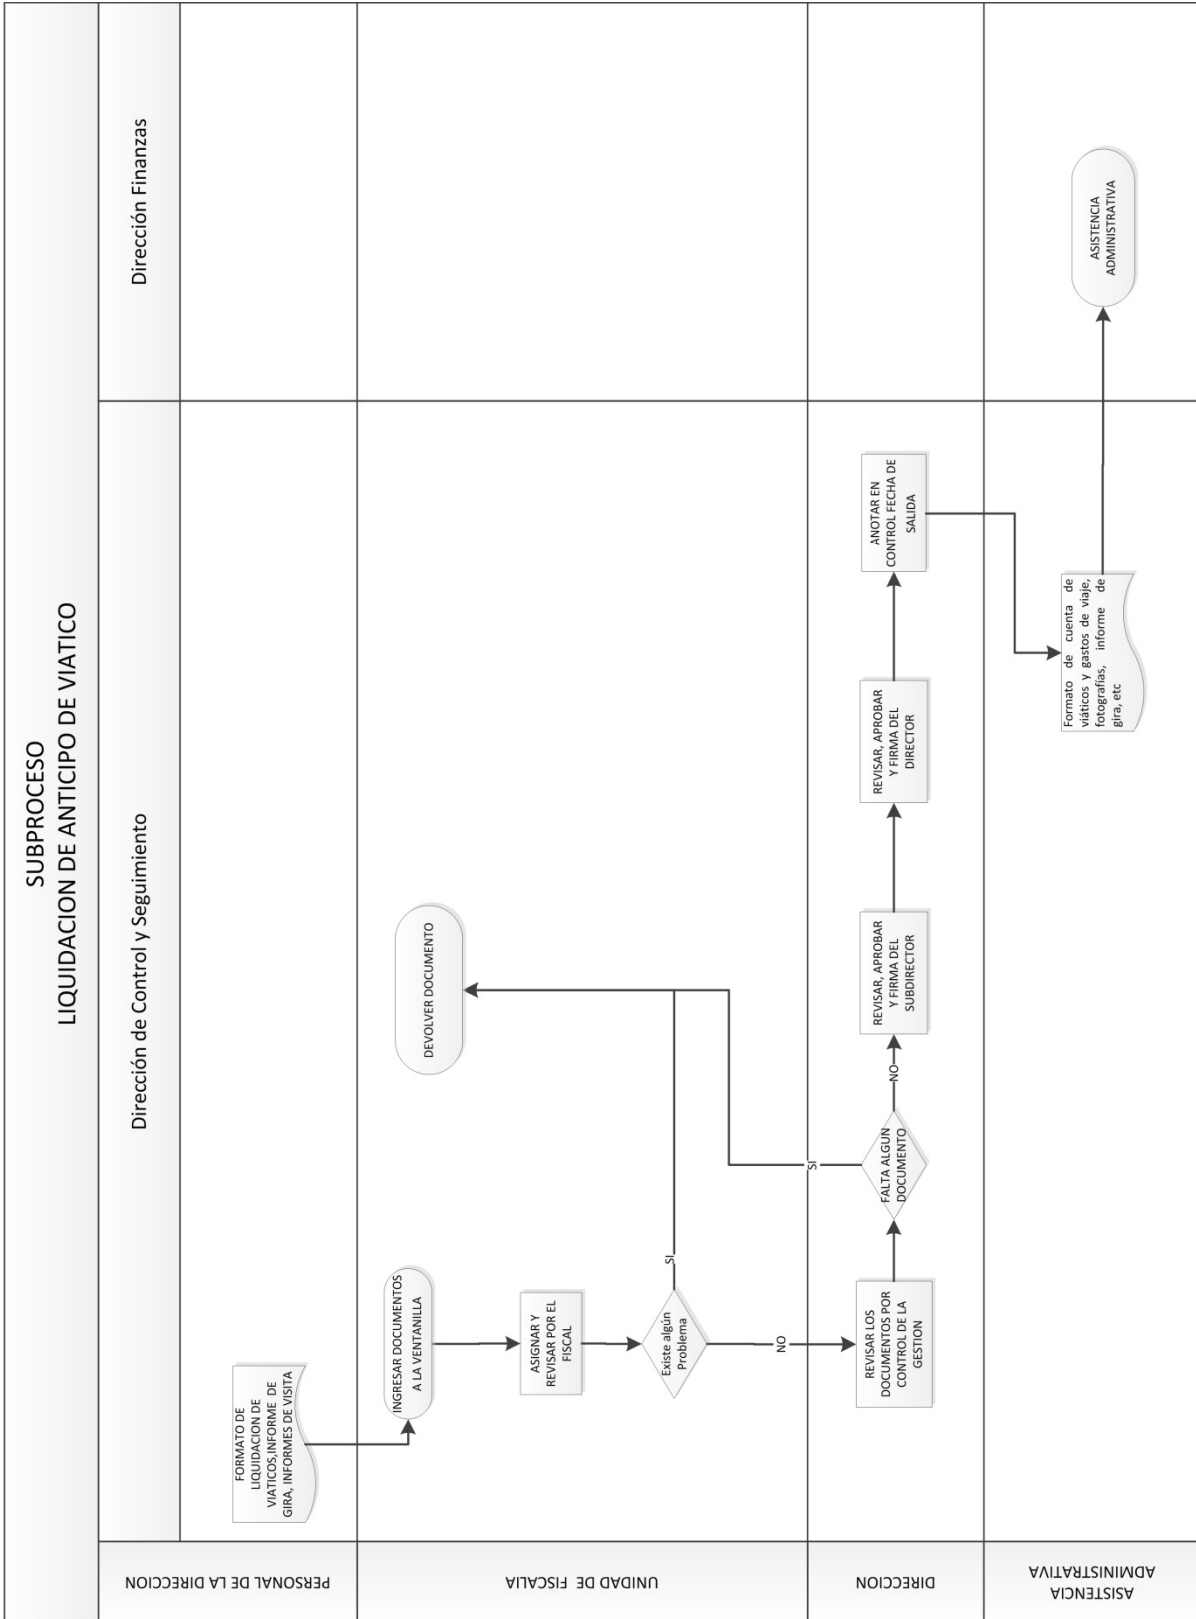 SUBPROCESO
LIQUIDACION DE ANTICIPO DE VIATICO
Dirección de Control y Seguimiento
Dirección Finanzas
PERSONAL DE LA DIRECCION
FORMATO DE
LIQUIDACION DE
VIATICOS,INFORME DE
GIRA, INFORMES DE VISITA
UNIDAD DE FISCALIA
INGRESAR DOCUMENTOS
A LA VENTANILLA
DEVOLVER DOCUMENTO
ASIGNAR Y
REVISAR POR EL
FISCAL
Existe algún
Problema
SI
NO
DIRECCION
REVISAR LOS
DOCUMENTOS POR
CONTROL DE LA
GESTION
FALTA ALGUN
DOCUMENTO
SI
NO
REVISAR, APROBAR
Y FIRMA DEL
SUBDIRECTOR
REVISAR, APROBAR
Y FIRMA DEL
DIRECTOR
ANOTAR EN
CONTROL FECHA DE
SALIDA
ASISTENCIA
ADMINISTRATIVA
Formato de cuenta de
viáticos y gastos de viaje,
fotografías, informe de
gira, etc
ASISTENCIA
ADMINISTRATIVA